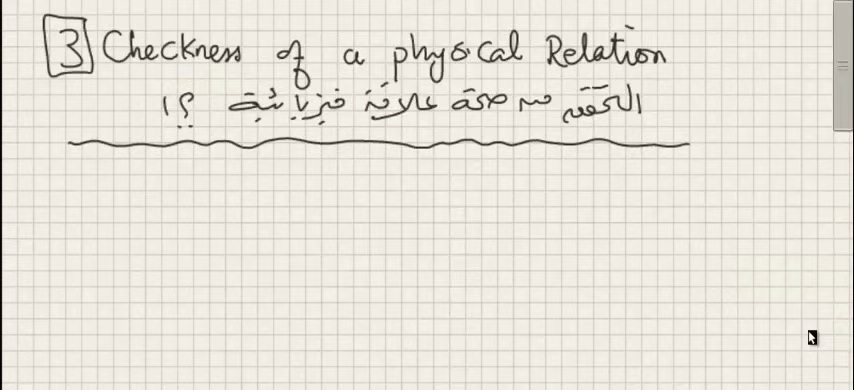 3 Checkness of a physical Relation
التحقق من صحة علاقة فيزيائية ؟!